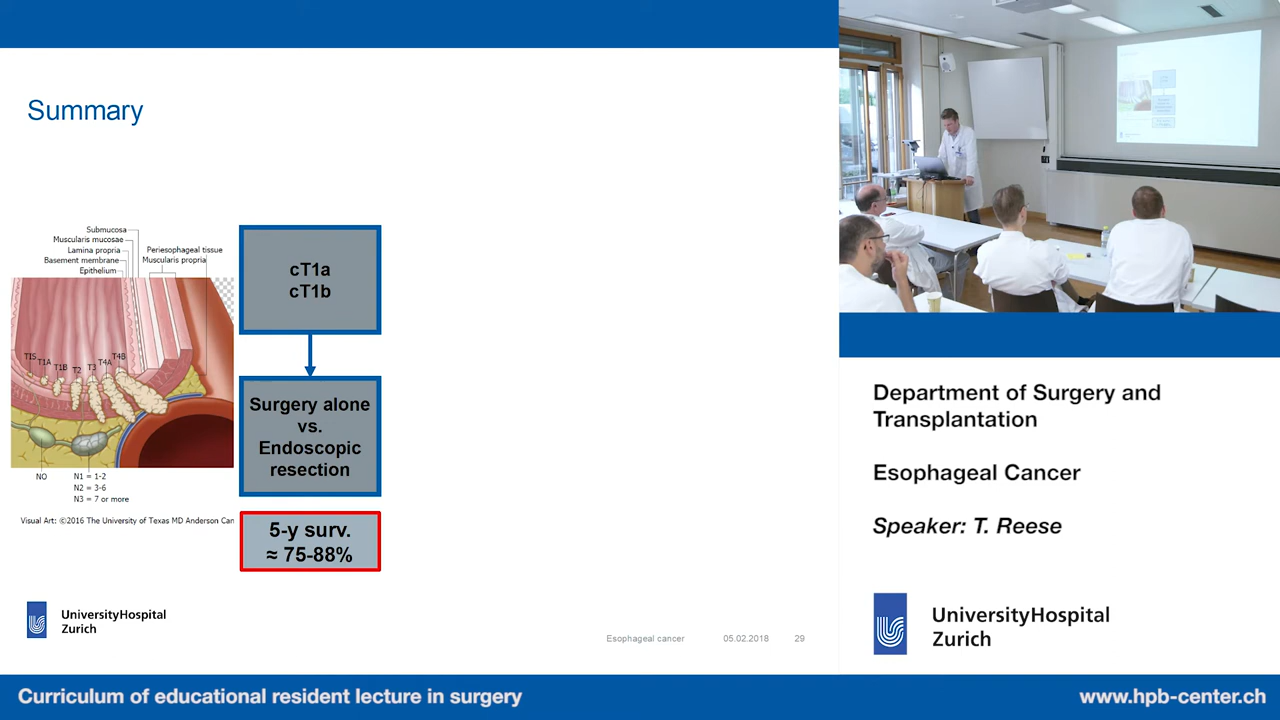 Summary
Submucosa
Muscularis mucosae
Lamina propria
Basement membrane
Epithelium
Periesophageal tissue
Muscularis propria
TIS
T1A
T1B
T2
T3
T4A
T4B
NO
N1 = 1-2
N2 = 3-6
N3 = 7 or more
Visual Art: ©2016 The University of Texas MD Anderson Can
cT1a
cT1b
Surgery alone
vs.
Endoscopic
resection
5-y surv.
≈ 75-88%
UniversityHospital
Zurich
Esophageal cancer 05.02.2018 29
Department of Surgery and
Transplantation
Esophageal Cancer
Speaker: T. Reese
UniversityHospital
Zurich
Curriculum of educational resident lecture in surgery
www.hpb-center.ch